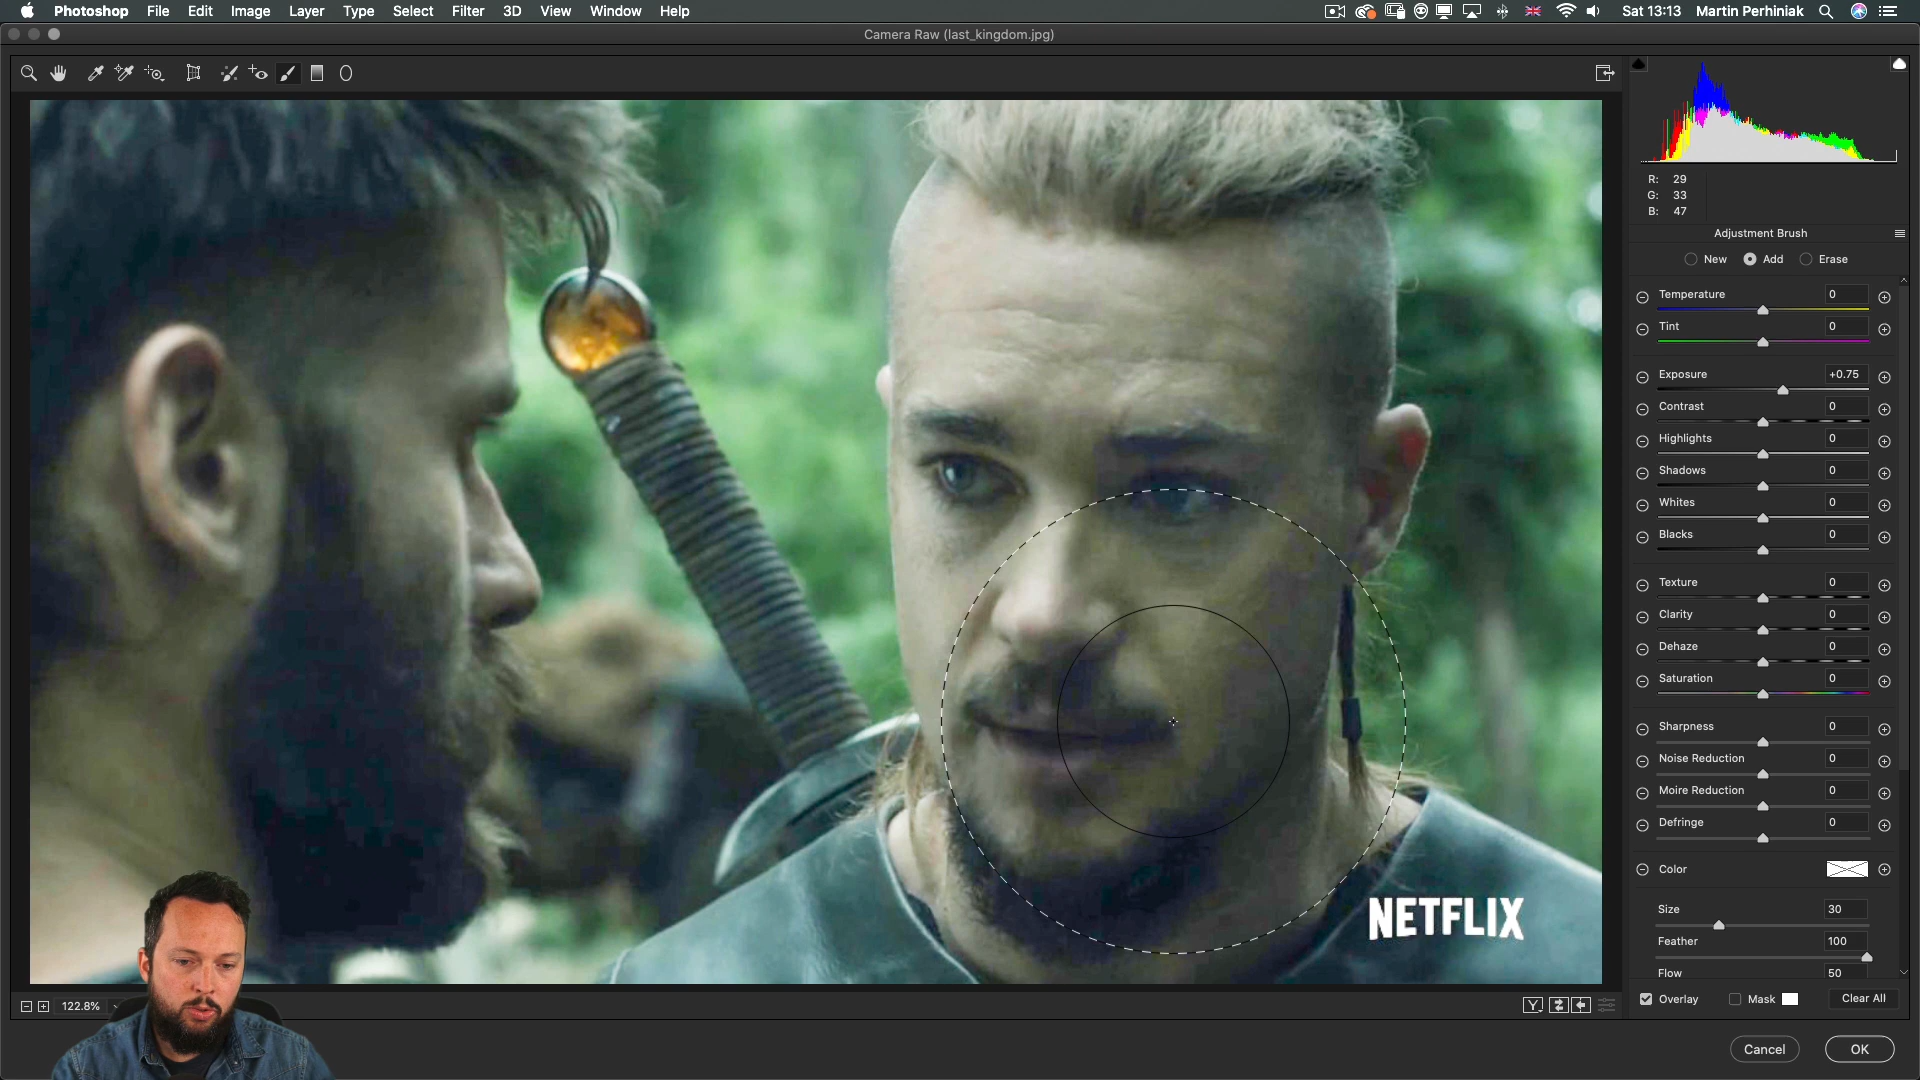 Photoshop File Edit Image Layer Type Select Filter 3D View Window Help Sat 13:13 Martin Perhiniak
Camera Raw (last_kingdom.jpg)
R: 29
G: 33
B: 47
Adjustment Brush
New Add Erase
Temperature 0
Tint 0
Exposure +0.75
Contrast 0
Highlights 0
Shadows 0
Whites 0
Blacks 0
Texture 0
Clarity 0
Dehaze 0
Saturation 0
Sharpness 0
Noise Reduction 0
Moire Reduction 0
Defringe 0
Color
NETFLIX
Size 30
Feather 100
Flow 50
Overlay Mask Clear All
122.8% Y
Cancel OK